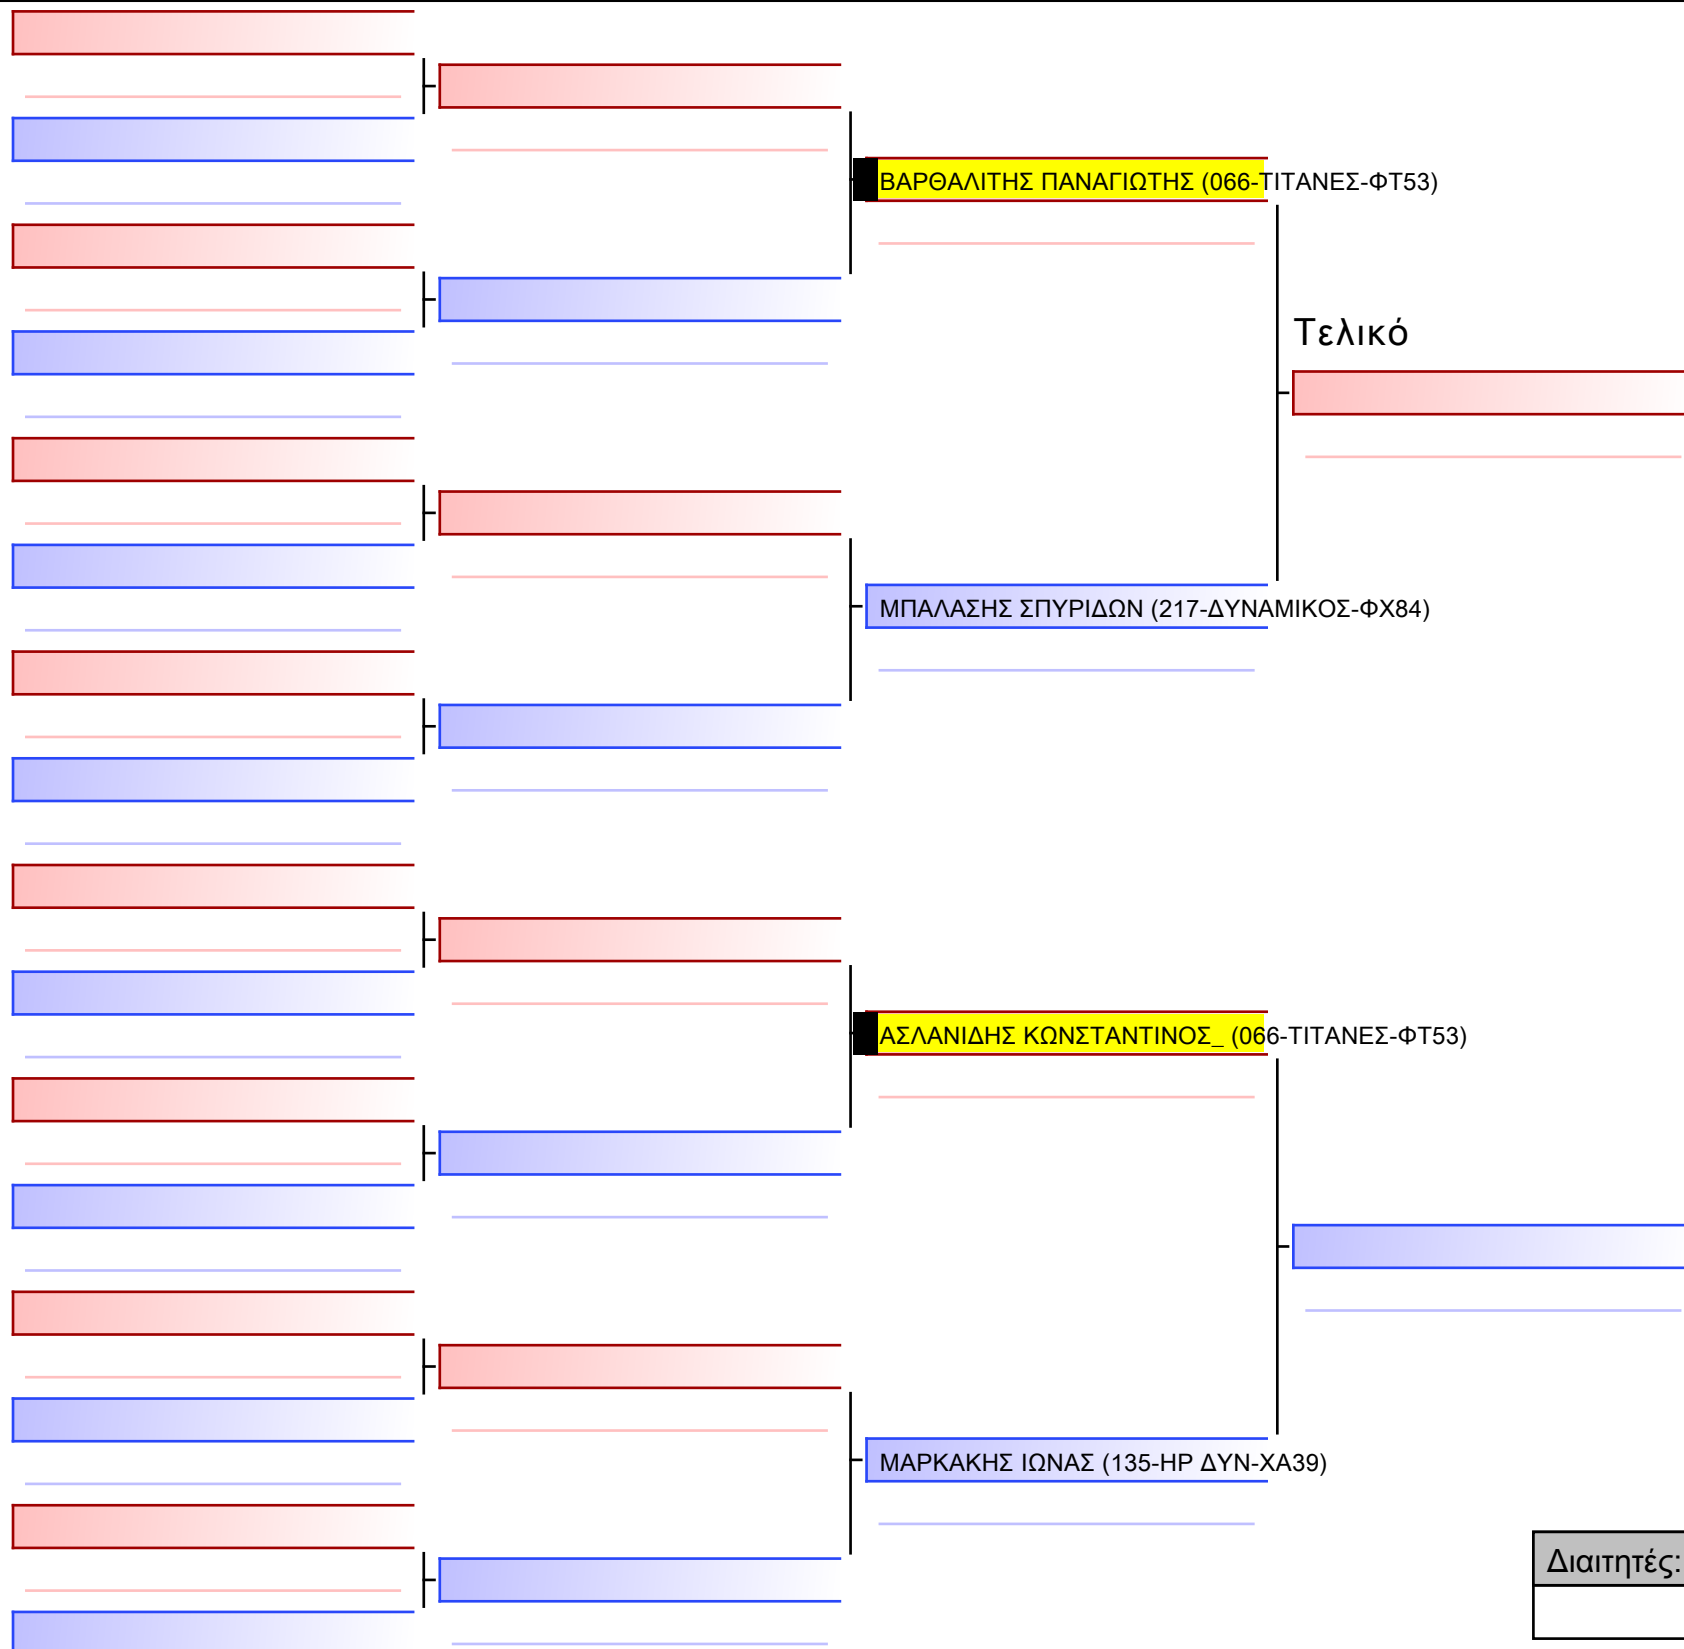 ΒΑΡΘΑΛΙΤΗΣ ΠΑΝΑΓΙΩΤΗΣ (066-ΤΙΤΑΝΕΣ-ΦΤ53)
Τελικό
ΜΠΑΛΑΣΗΣ ΣΠΥΡΙΔΩΝ (217-ΔΥΝΑΜΙΚΟΣ-ΦΧ84)
ΑΣΛΑΝΙΔΗΣ ΚΩΝΣΤΑΝΤΙΝΟΣ_ (066-ΤΙΤΑΝΕΣ-ΦΤ53)
ΜΑΡΚΑΚΗΣ ΙΩΝΑΣ (135-ΗΡ ΔΥΝ-ΧΑ39)
Διαιτητές: